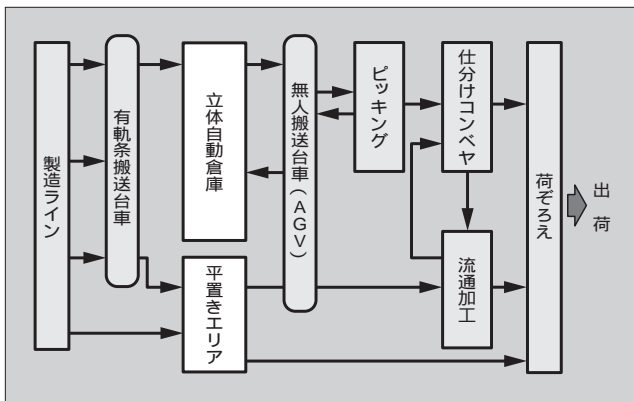 製造ライン
有軌条搬送台車
立体自動倉庫
平置きエリア
無人搬送台車(AGV)
ピッキング
仕分けコンベヤ
流通加工
荷ぞろえ
出荷